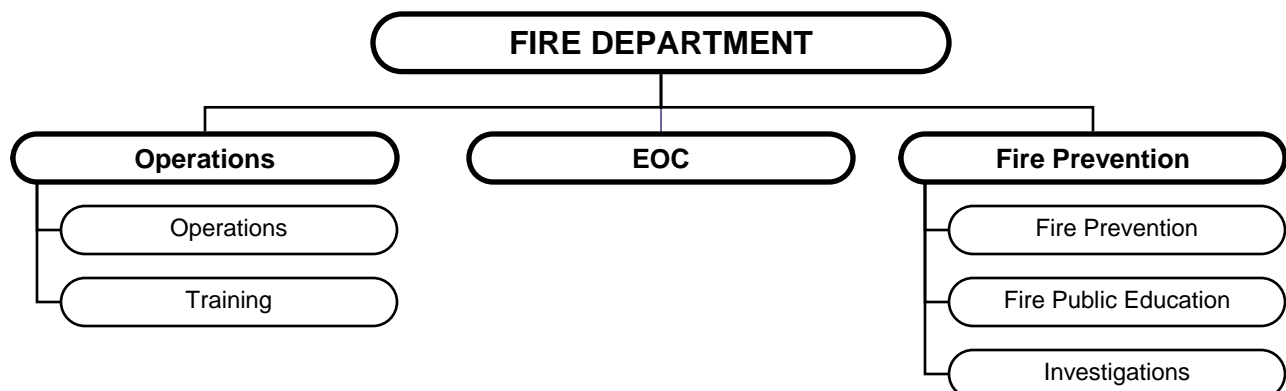 FIRE DEPARTMENT
Operations
EOC
Fire Prevention
Operations
Fire Prevention
Training
Fire Public Education
Investigations